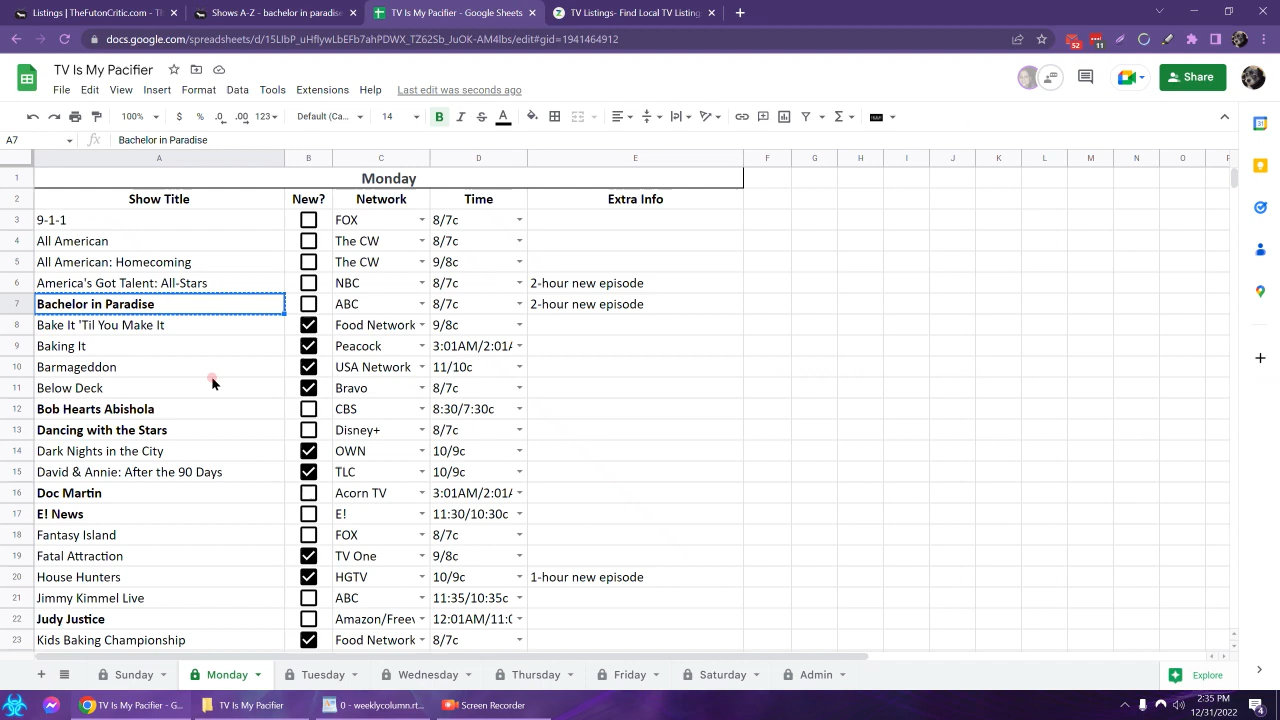 Listings | TheFutonCritic.com - Th
Shows A-Z - bachelor in paradise
TV Is My Pacifier - Google Sheets
TV Listings- Find Local TV Listing
docs.google.com/spreadsheets/d/15LIbP_uHflywLbEFb7ahPDWX_TZ62Sb_JuOK-AM4lbs/edit#gid=1941464912
52
11
TV Is My Pacifier
File Edit View Insert Format Data Tools Extensions Help Last edit was seconds ago
Share
100% $ % .0 .00 123 Default (Ca... 14 B I S A
A7 fx Bachelor in Paradise
A B C D E F G H I J K L M N O
1 Monday
2 Show Title New? Network Time Extra Info
3 9-1-1 FOX 8/7c
4 All American The CW 8/7c
5 All American: Homecoming The CW 9/8c
6 America's Got Talent: All-Stars NBC 8/7c 2-hour new episode
7 Bachelor in Paradise ABC 8/7c 2-hour new episode
8 Bake It 'Til You Make It Food Network 9/8c
9 Baking It Peacock 3:01AM/2:01A
10 Barmageddon USA Network 11/10c
11 Below Deck Bravo 8/7c
12 Bob Hearts Abishola CBS 8:30/7:30c
13 Dancing with the Stars Disney+ 8/7c
14 Dark Nights in the City OWN 10/9c
15 David & Annie: After the 90 Days TLC 10/9c
16 Doc Martin Acorn TV 3:01AM/2:01A
17 E! News E! 11:30/10:30c
18 Fantasy Island FOX 8/7c
19 Fatal Attraction TV One 9/8c
20 House Hunters HGTV 10/9c 1-hour new episode
21 Jimmy Kimmel Live ABC 11:35/10:35c
22 Judy Justice Amazon/Freev 12:01AM/11:0
23 Kids Baking Championship Food Network 8/7c
Sunday Monday Tuesday Wednesday Thursday Friday Saturday Admin Explore
TV Is My Pacifier - G...
TV Is My Pacifier
0 - weeklycolumn.rt...
Screen Recorder
2:35 PM
12/31/2022
4